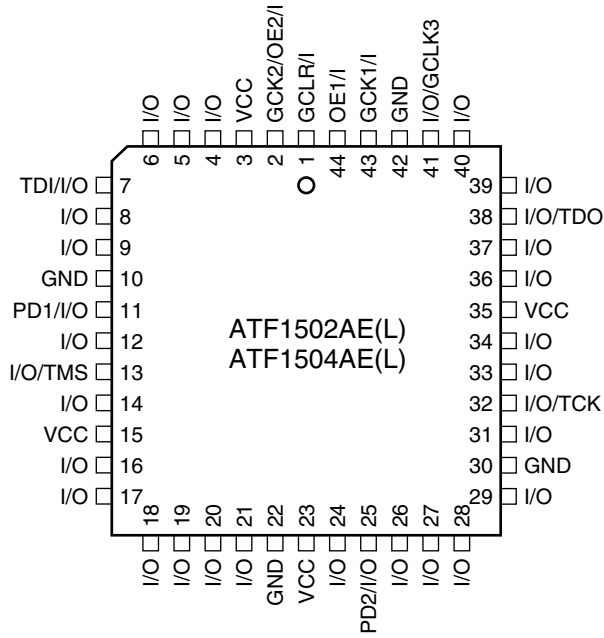 I/O
I/O
I/O
VCC
GCK2/OE2/I
GCLR/I
OE1/I
GCK1/I
GND
I/O/GCLK3
I/O
6
5
4
3
2
1
44
43
42
41
40
TDI/I/O 7
39 I/O
I/O 8
38 I/O/TDO
I/O 9
37 I/O
GND 10
36 I/O
PD1/I/O 11
35 VCC
I/O 12
34 I/O
I/O/TMS 13
33 I/O
I/O 14
32 I/O/TCK
VCC 15
31 I/O
I/O 16
30 GND
I/O 17
29 I/O
ATF1502AE(L)
ATF1504AE(L)
18
19
20
21
22
23
24
25
26
27
28
I/O
I/O
I/O
I/O
GND
VCC
I/O
PD2/I/O
I/O
I/O
I/O